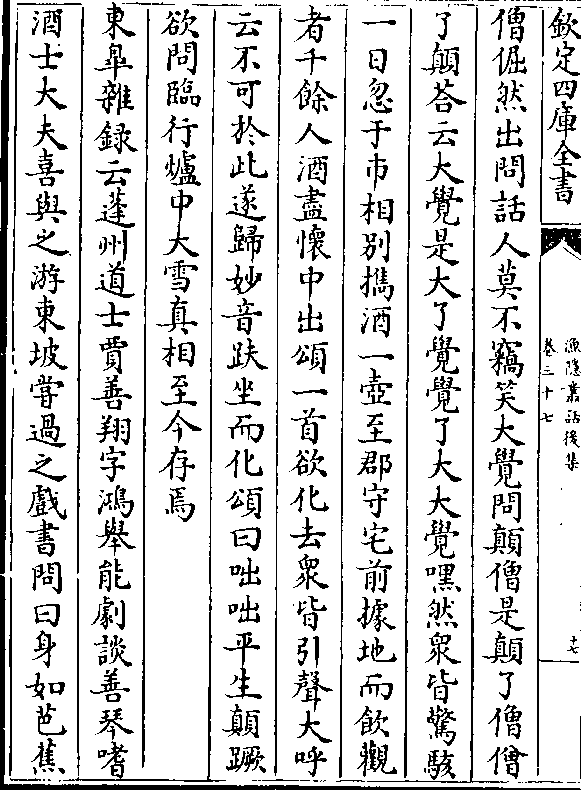 欽定四庫全書
漁隱叢話後集
卷三十七
十七
僧倔然出問話人莫不竊笑大覺問顛僧是顛了僧僧
了顛荅云大覺是大了覺覺了大大覺嘿然衆皆驚駭
一日忽于市相别擕酒一壺至郡守宅前據地而飲觀
者千餘人酒盡懷中出頌一首欲化去衆皆引聲大呼
云不可於此遂歸妙音趺坐而化頌曰咄咄平生顛蹶
欲問臨行爐中大雪真相至今存焉
東臯雜録云蓬州道士賈善翔字鴻舉能劇談善琴嗜
酒士大夫喜與之游東坡嘗過之戲書問曰身如芭蕉